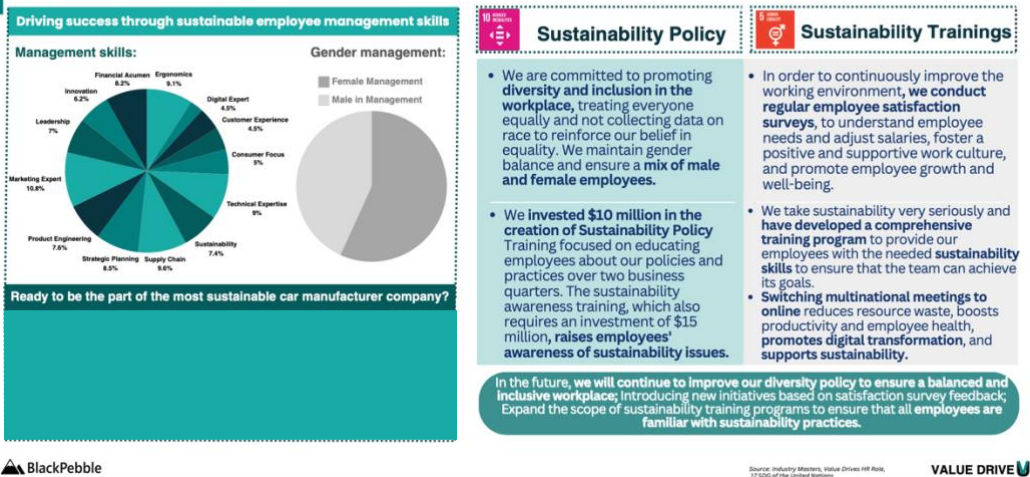 Driving success through sustainable employee management skills
Management skills:
Financial Acumen
8.2%
Ergonomics
9.1%
Innovation
6.2%
Digital Expert
4.5%
Customer Experience
4.5%
Leadership
7%
Consumer Focus
5%
Marketing Expert
10.8%
Technical Expertise
9%
Product Engineering
7.6%
Sustainability
7.4%
Strategic Planning
8.5%
Supply Chain
9.6%
Gender management:
Female Management
Male in Management
Ready to be the part of the most sustainable car manufacturer company?
BlackPebble
10
Sustainability Policy
• We are committed to promoting
diversity and inclusion in the
workplace, treating everyone
equally and not collecting data on
race to reinforce our belief in
equality. We maintain gender
balance and ensure a mix of male
and female employees.
• We invested $10 million in the
creation of Sustainability Policy
Training focused on educating
employees about our policies and
practices over two business
quarters. The sustainability
awareness training, which also
requires an investment of $15
million, raises employees'
awareness of sustainability issues.
5
Sustainability Trainings
• In order to continuously improve the
working environment, we conduct
regular employee satisfaction
surveys, to understand employee
needs and adjust salaries, foster a
positive and supportive work culture,
and promote employee growth and
well-being.
• We take sustainability very seriously and
have developed a comprehensive
training program to provide our
employees with the needed sustainability
skills to ensure that the team can achieve
its goals.
• Switching multinational meetings to
online reduces resource waste, boosts
productivity and employee health,
promotes digital transformation, and
supports sustainability.
In the future, we will continue to improve our diversity policy to ensure a balanced and
inclusive workplace; Introducing new initiatives based on satisfaction survey feedback;
Expand the scope of sustainability training programs to ensure that all employees are
familiar with sustainability practices.
Source: Industry Masters, Value Drives HR Role,
17 SDG of the United Nations
VALUE DRIVE